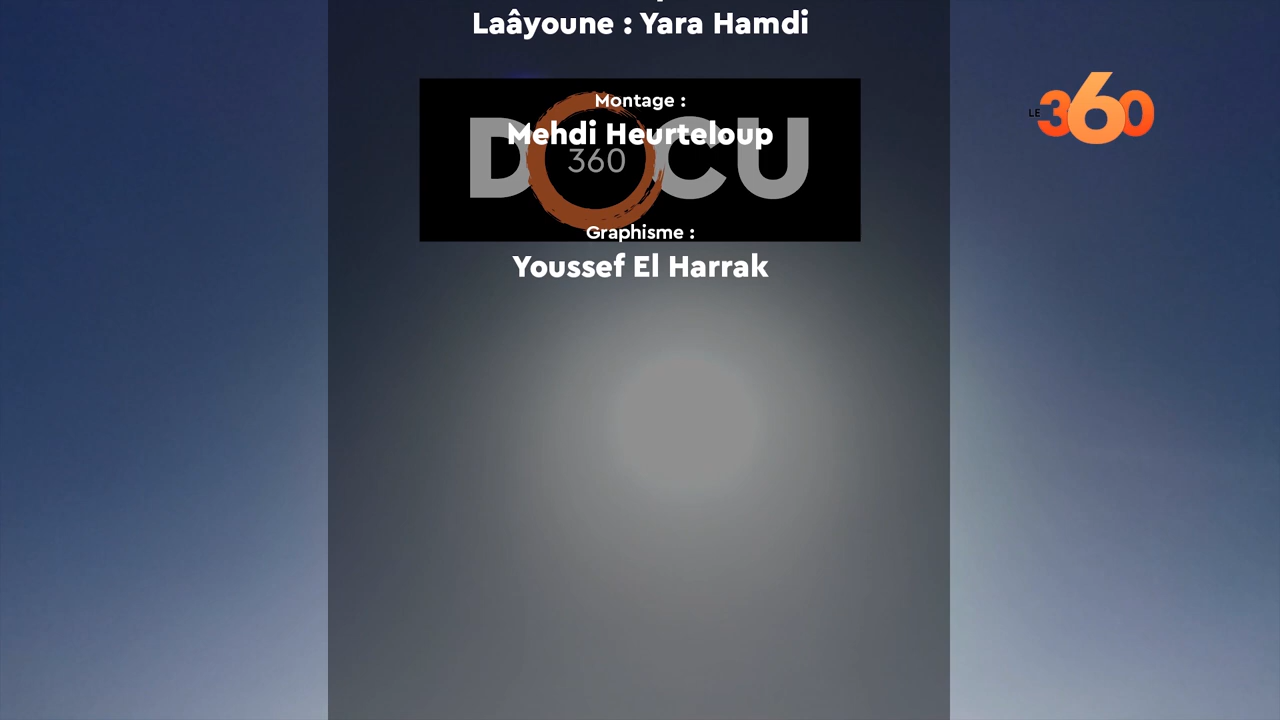 Laâyoune : Yara Hamdi
Montage :
Mehdi Heurteloup
DOCU
360
Graphisme :
Youssef El Harrak
LE 360